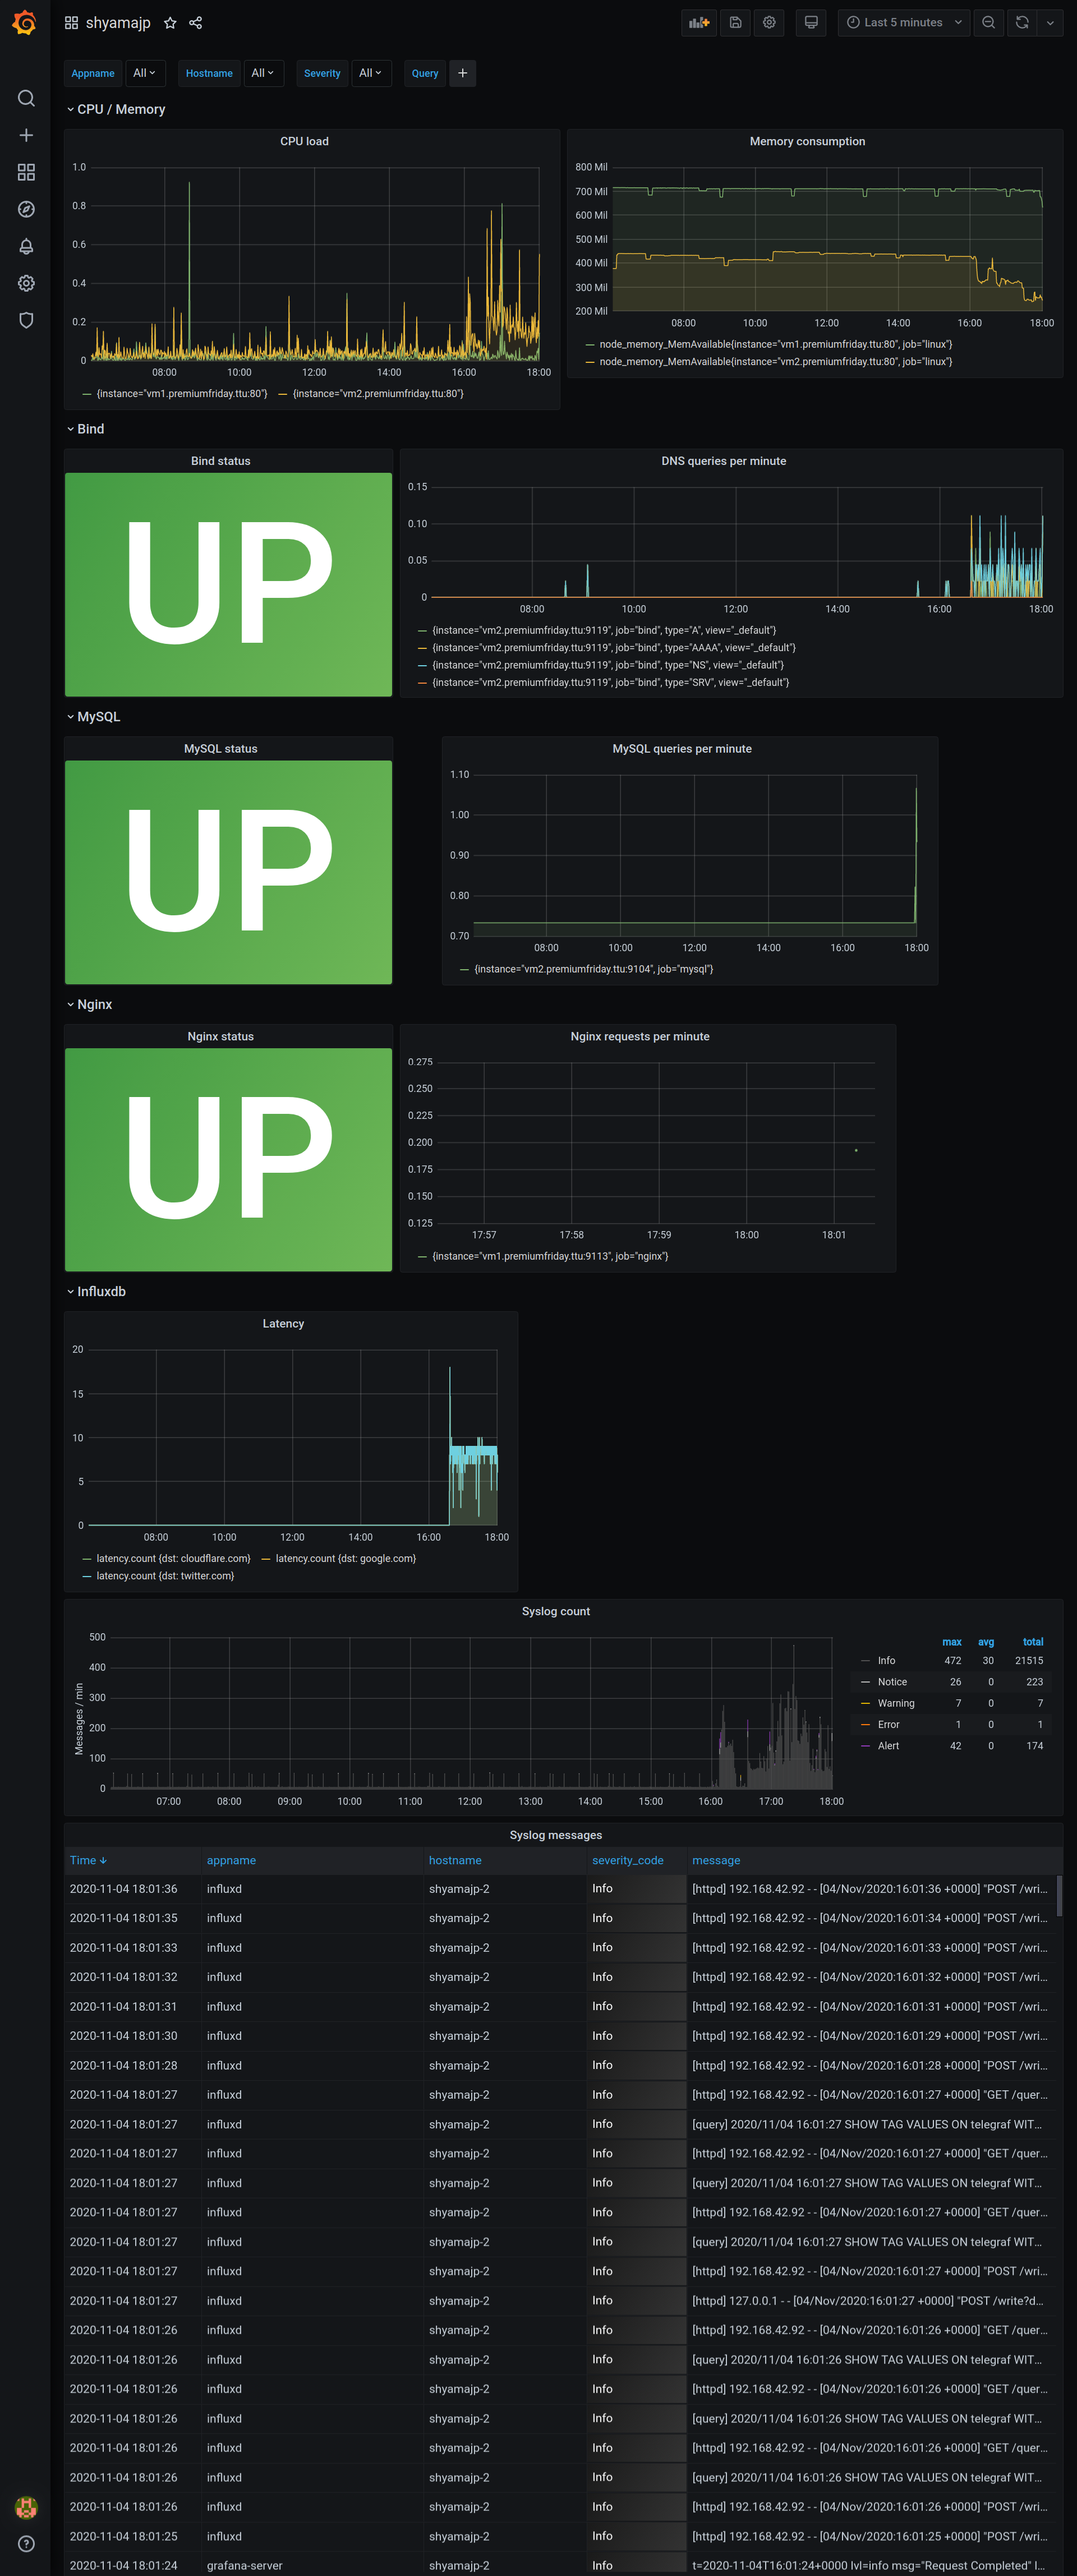 shyamajp
Last 5 minutes
Appname All Hostname All Severity All Query
CPU / Memory
CPU load
1.0
0.8
0.6
0.4
0.2
0
08:00 10:00 12:00 14:00 16:00 18:00
{instance="vm1.premiumfriday.ttu:80"} {instance="vm2.premiumfriday.ttu:80"}
Memory consumption
800 Mil
700 Mil
600 Mil
500 Mil
400 Mil
300 Mil
200 Mil
08:00 10:00 12:00 14:00 16:00 18:00
node_memory_MemAvailable{instance="vm1.premiumfriday.ttu:80", job="linux"}
node_memory_MemAvailable{instance="vm2.premiumfriday.ttu:80", job="linux"}
Bind
Bind status
UP
DNS queries per minute
0.15
0.10
0.05
0
08:00 10:00 12:00 14:00 16:00 18:00
{instance="vm2.premiumfriday.ttu:9119", job="bind", type="A", view="_default"}
{instance="vm2.premiumfriday.ttu:9119", job="bind", type="AAAA", view="_default"}
{instance="vm2.premiumfriday.ttu:9119", job="bind", type="NS", view="_default"}
{instance="vm2.premiumfriday.ttu:9119", job="bind", type="SRV", view="_default"}
MySQL
MySQL status
UP
MySQL queries per minute
1.10
1.00
0.90
0.80
0.70
08:00 10:00 12:00 14:00 16:00 18:00
{instance="vm2.premiumfriday.ttu:9104", job="mysql"}
Nginx
Nginx status
UP
Nginx requests per minute
0.275
0.250
0.225
0.200
0.175
0.150
0.125
17:57 17:58 17:59 18:00 18:01
{instance="vm1.premiumfriday.ttu:9113", job="nginx"}
Influxdb
Latency
20
15
10
5
0
08:00 10:00 12:00 14:00 16:00 18:00
latency.count {dst: cloudflare.com} latency.count {dst: google.com}
latency.count {dst: twitter.com}
Syslog count
Messages / min
500
400
300
200
100
0
07:00 08:00 09:00 10:00 11:00 12:00 13:00 14:00 15:00 16:00 17:00 18:00
max avg total
Info 472 30 21515
Notice 26 0 223
Warning 7 0 7
Error 1 0 1
Alert 42 0 174
Syslog messages
Time appname hostname severity_code message
2020-11-04 18:01:36 influxd shyamajp-2 Info [httpd] 192.168.42.92 - - [04/Nov/2020:16:01:36 +0000] "POST /wri...
2020-11-04 18:01:35 influxd shyamajp-2 Info [httpd] 192.168.42.92 - - [04/Nov/2020:16:01:34 +0000] "POST /wri...
2020-11-04 18:01:33 influxd shyamajp-2 Info [httpd] 192.168.42.92 - - [04/Nov/2020:16:01:33 +0000] "POST /wri...
2020-11-04 18:01:32 influxd shyamajp-2 Info [httpd] 192.168.42.92 - - [04/Nov/2020:16:01:32 +0000] "POST /wri...
2020-11-04 18:01:31 influxd shyamajp-2 Info [httpd] 192.168.42.92 - - [04/Nov/2020:16:01:31 +0000] "POST /wri...
2020-11-04 18:01:30 influxd shyamajp-2 Info [httpd] 192.168.42.92 - - [04/Nov/2020:16:01:29 +0000] "POST /wri...
2020-11-04 18:01:28 influxd shyamajp-2 Info [httpd] 192.168.42.92 - - [04/Nov/2020:16:01:28 +0000] "POST /wri...
2020-11-04 18:01:27 influxd shyamajp-2 Info [httpd] 192.168.42.92 - - [04/Nov/2020:16:01:27 +0000] "GET /quer...
2020-11-04 18:01:27 influxd shyamajp-2 Info [query] 2020/11/04 16:01:27 SHOW TAG VALUES ON telegraf WIT...
2020-11-04 18:01:27 influxd shyamajp-2 Info [httpd] 192.168.42.92 - - [04/Nov/2020:16:01:27 +0000] "GET /quer...
2020-11-04 18:01:27 influxd shyamajp-2 Info [query] 2020/11/04 16:01:27 SHOW TAG VALUES ON telegraf WIT...
2020-11-04 18:01:27 influxd shyamajp-2 Info [httpd] 192.168.42.92 - - [04/Nov/2020:16:01:27 +0000] "GET /quer...
2020-11-04 18:01:27 influxd shyamajp-2 Info [query] 2020/11/04 16:01:27 SHOW TAG VALUES ON telegraf WIT...
2020-11-04 18:01:27 influxd shyamajp-2 Info [httpd] 192.168.42.92 - - [04/Nov/2020:16:01:27 +0000] "POST /wri...
2020-11-04 18:01:27 influxd shyamajp-2 Info [httpd] 127.0.0.1 - - [04/Nov/2020:16:01:27 +0000] "POST /write?d...
2020-11-04 18:01:26 influxd shyamajp-2 Info [httpd] 192.168.42.92 - - [04/Nov/2020:16:01:26 +0000] "GET /quer...
2020-11-04 18:01:26 influxd shyamajp-2 Info [query] 2020/11/04 16:01:26 SHOW TAG VALUES ON telegraf WIT...
2020-11-04 18:01:26 influxd shyamajp-2 Info [httpd] 192.168.42.92 - - [04/Nov/2020:16:01:26 +0000] "GET /quer...
2020-11-04 18:01:26 influxd shyamajp-2 Info [query] 2020/11/04 16:01:26 SHOW TAG VALUES ON telegraf WIT...
2020-11-04 18:01:26 influxd shyamajp-2 Info [httpd] 192.168.42.92 - - [04/Nov/2020:16:01:26 +0000] "GET /quer...
2020-11-04 18:01:26 influxd shyamajp-2 Info [query] 2020/11/04 16:01:26 SHOW TAG VALUES ON telegraf WIT...
2020-11-04 18:01:26 influxd shyamajp-2 Info [httpd] 192.168.42.92 - - [04/Nov/2020:16:01:26 +0000] "POST /wri...
2020-11-04 18:01:25 influxd shyamajp-2 Info [httpd] 192.168.42.92 - - [04/Nov/2020:16:01:25 +0000] "POST /wri...
2020-11-04 18:01:24 grafana-server shyamajp-2 Info t=2020-11-04T16:01:24+0000 lvl=info msg="Request Completed" l...